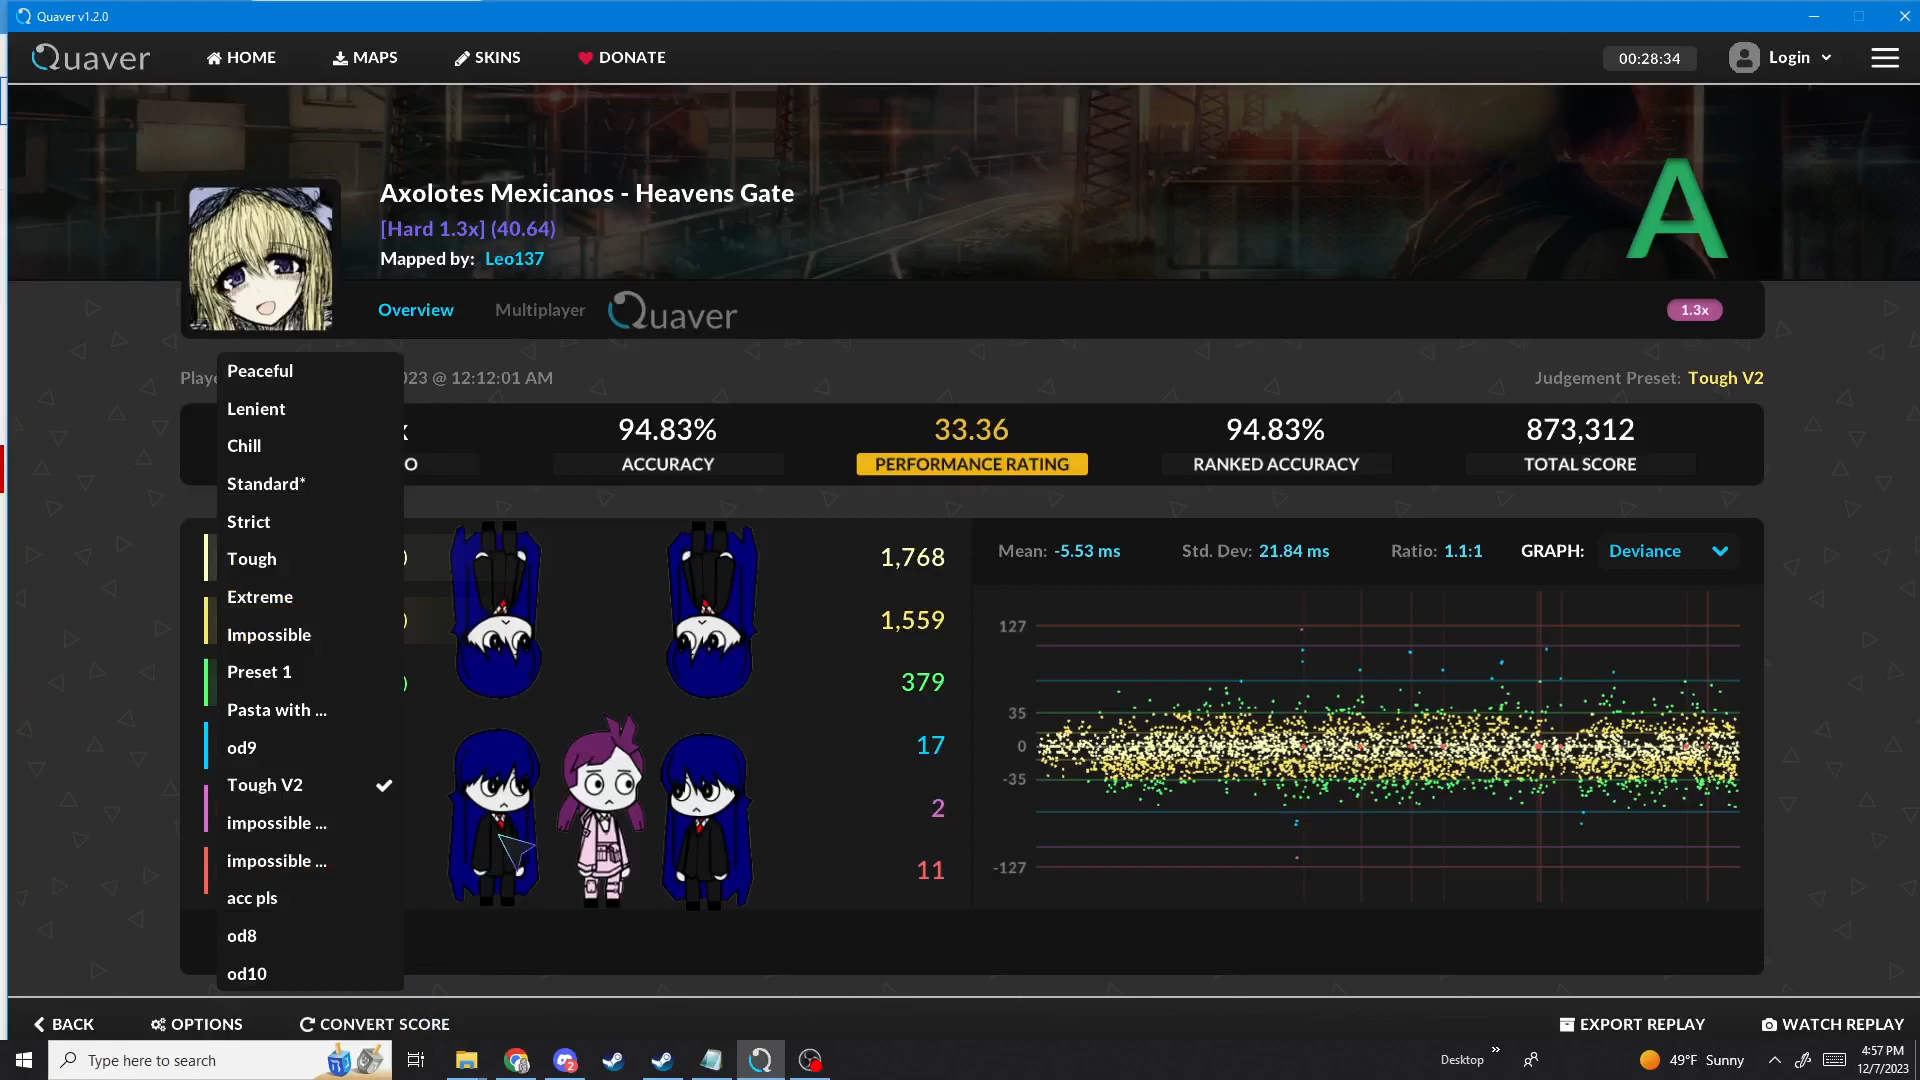 Quaver v1.2.0
Quaver HOME MAPS SKINS DONATE 00:28:34 Login
A
Axolotes Mexicanos - Heavens Gate
[Hard 1.3x] (40.64)
Mapped by: Leo137
Overview Multiplayer Quaver 1.3x
Playe 023 @ 12:12:01 AM Judgement Preset: Tough V2
Peaceful
Lenient
Chill
Standard*
Strict
Tough
Extreme
Impossible
Preset 1
Pasta with ...
od9
Tough V2
impossible ...
impossible ...
acc pls
od8
od10
94.83% 33.36 94.83% 873,312
O ACCURACY PERFORMANCE RATING RANKED ACCURACY TOTAL SCORE
1,768
1,559
379
17
2
11
Mean: -5.53 ms Std. Dev: 21.84 ms Ratio: 1.1:1 GRAPH: Deviance
127
35
0
-35
-127
BACK OPTIONS CONVERT SCORE EXPORT REPLAY WATCH REPLAY
Type here to search 2 Desktop 49°F Sunny 4:57 PM
12/7/2023